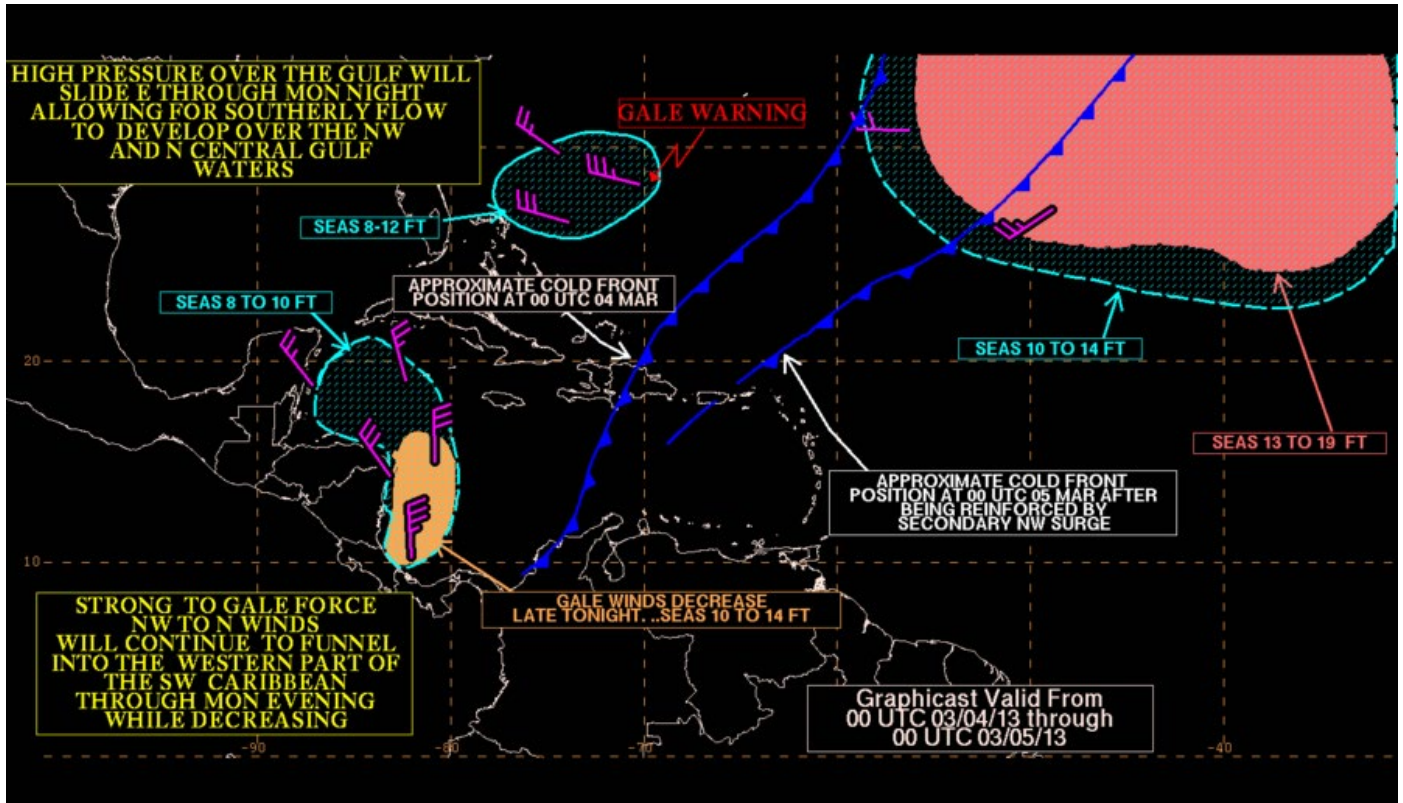 HIGH PRESSURE OVER THE GULF WILL
SLIDE E THROUGH MON NIGHT
ALLOWING FOR SOUTHERLY FLOW
TO DEVELOP OVER THE NW
AND N CENTRAL GULF
WATERS
GALE WARNING
SEAS 8-12 FT
APPROXIMATE COLD FRONT
POSITION AT 00 UTC 04 MAR
SEAS 8 TO 10 FT
SEAS 10 TO 14 FT
20
SEAS 13 TO 19 FT
APPROXIMATE COLD FRONT
POSITION AT 00 UTC 05 MAR AFTER
BEING REINFORCED BY
SECONDARY NW SURGE
10
GALE WINDS DECREASE
LATE TONIGHT. ..SEAS 10 TO 14 FT
STRONG TO GALE FORCE
NW TO N WINDS
WILL CONTINUE TO FUNNEL
INTO THE WESTERN PART OF
THE SW CARIBBEAN
THROUGH MON EVENING
WHILE DECREASING
Graphicast Valid From
00 UTC 03/04/13 through
00 UTC 03/05/13
-90
-80
-70
-40